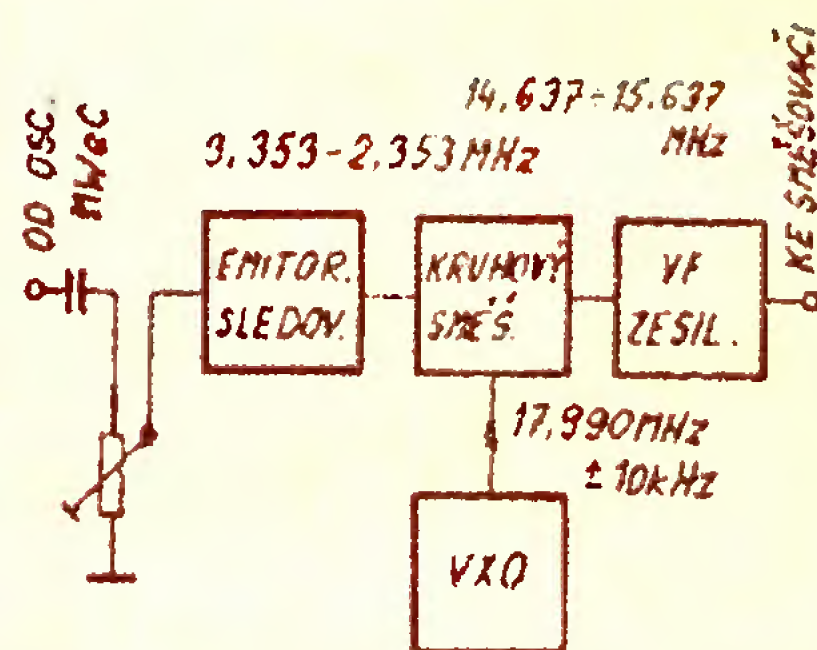 OD OSC.
MWeC
3,353-2,353 MHz
14,637÷15,637
MHz
KE SMĚŠOVAČI
EMITOR.
SLEDOV.
KRUHOVÝ
SMĚŠ.
VF
ZESIL.
17,990 MHz
± 10kHz
VXO